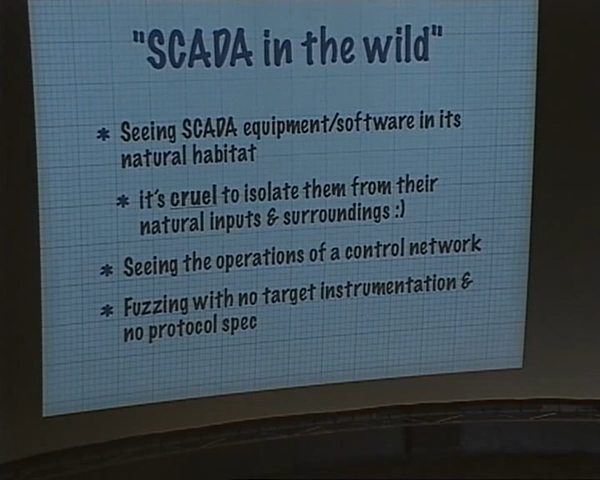 "SCADA in the wild"
* Seeing SCADA equipment/software in its
natural habitat
* it's cruel to isolate them from their
natural inputs & surroundings :)
* Seeing the operations of a control network
* Fuzzing with no target instrumentation &
no protocol spec